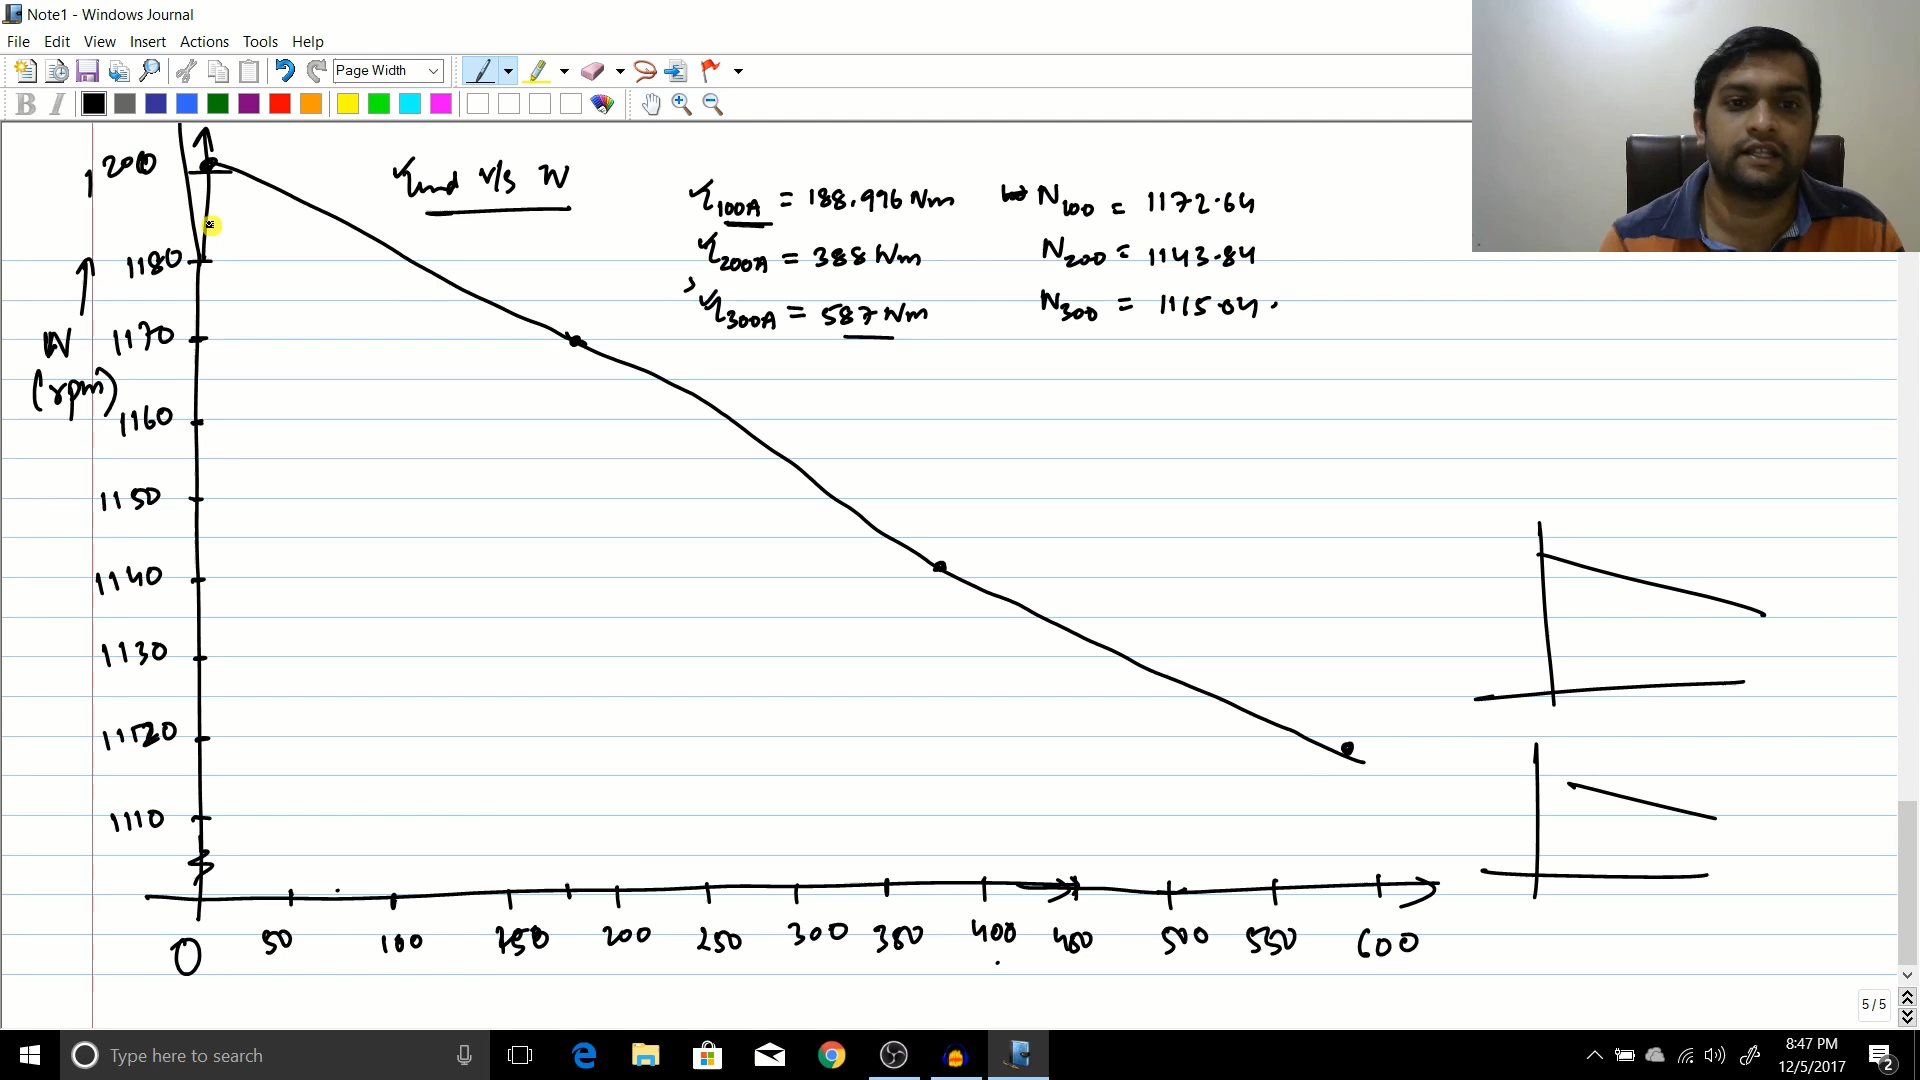 Note1 - Windows Journal
File Edit View Insert Actions Tools Help
Page Width
B I
1200
τind v/s N
τ100A = 188.996 Nm
N100 = 1172.64
τ200A = 388 Nm
N200 = 1143.84
τ300A = 587 Nm
N300 = 1115.04.
1180
N
(rpm)
1170
1160
1150
1140
1130
1120
1110
0 50 100 150 200 250 300 350 400 450 500 550 600
5 / 5
Type here to search
8:47 PM
12/5/2017
2